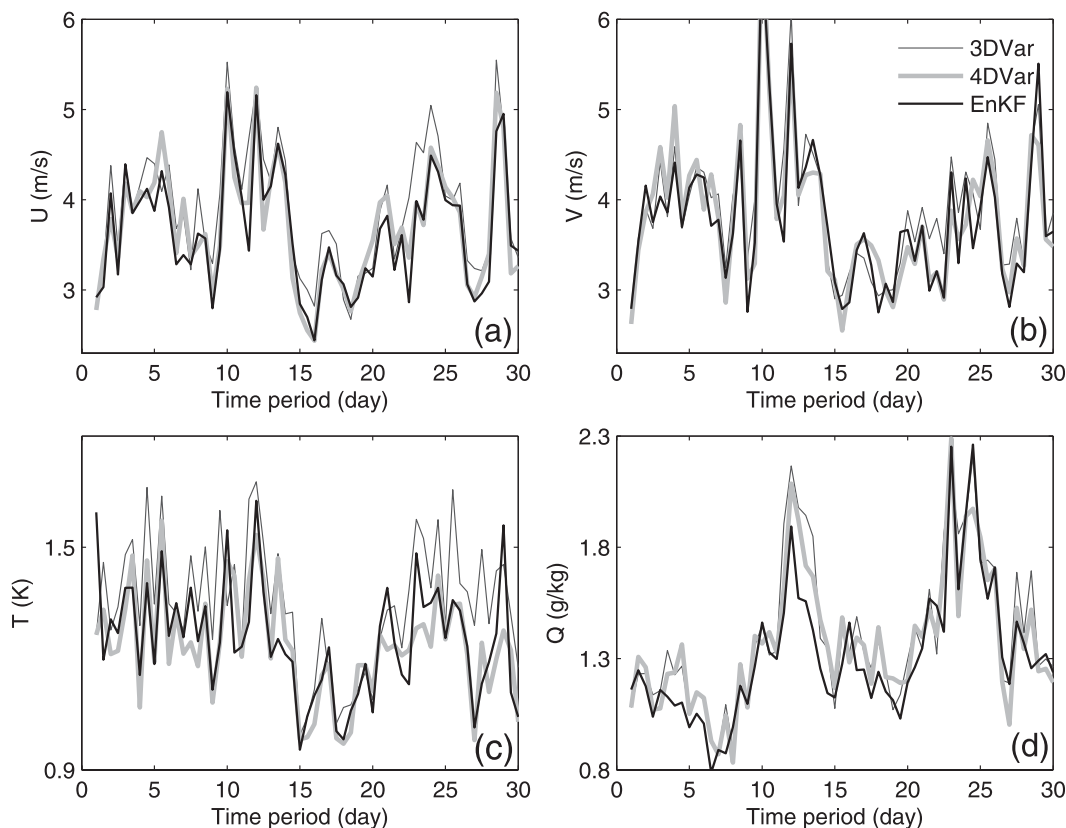 6
5
4
3
U (m/s)
0 5 10 15 20 25 30
Time period (day)
(a)
6
5
4
3
V (m/s)
3DVar
4DVar
EnKF
0 5 10 15 20 25 30
Time period (day)
(b)
1.5
0.9
T (K)
0 5 10 15 20 25 30
Time period (day)
(c)
2.3
1.8
1.3
0.8
Q (g/kg)
0 5 10 15 20 25 30
Time period (day)
(d)